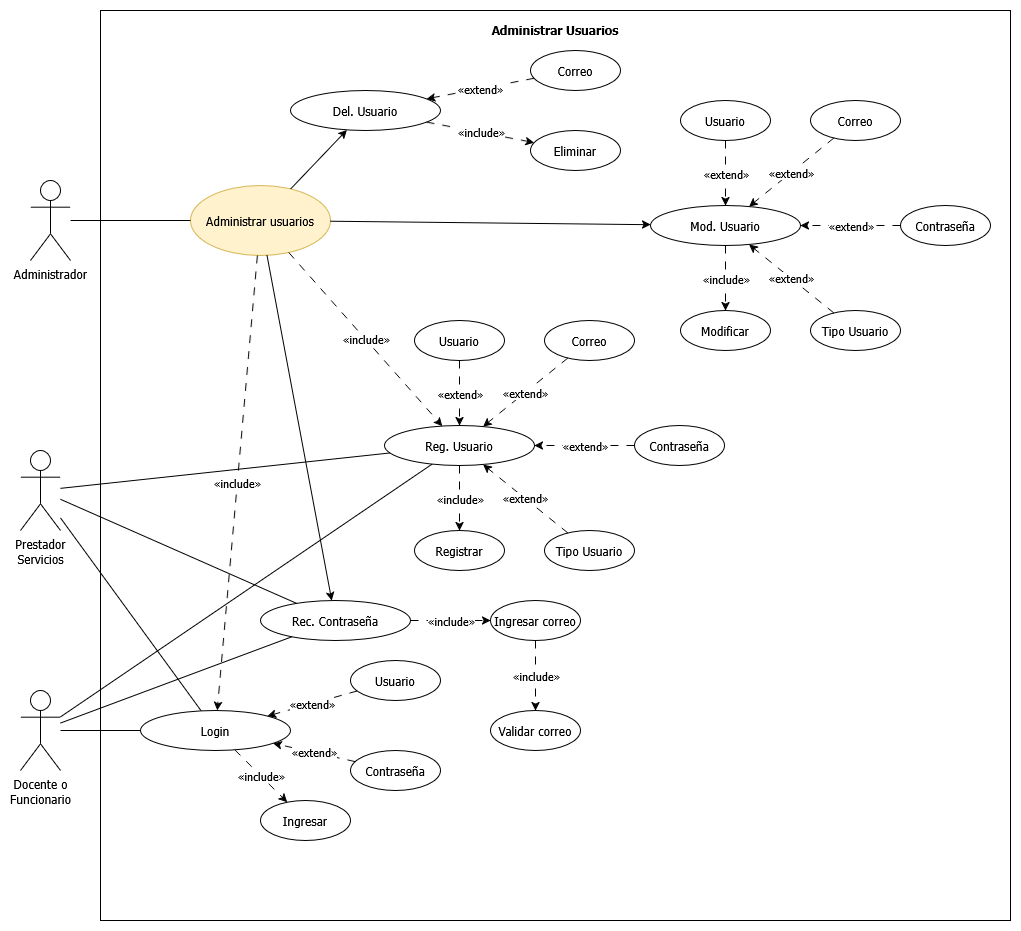 Administrar Usuarios
Correo
«extend»
Del. Usuario
«include»
Eliminar
Usuario
Correo
«extend»
«extend»
Administrar usuarios
Mod. Usuario
«extend»
Contraseña
Administrador
«include»
«extend»
Modificar
Tipo Usuario
«include»
Usuario
Correo
«extend»
«extend»
Reg. Usuario
«extend»
Contraseña
«include»
«include»
«extend»
Prestador
Servicios
Registrar
Tipo Usuario
Rec. Contraseña
«include»
Ingresar correo
«include»
Usuario
«extend»
Login
Validar correo
«extend»
Contraseña
«include»
Docente o
Funcionario
Ingresar